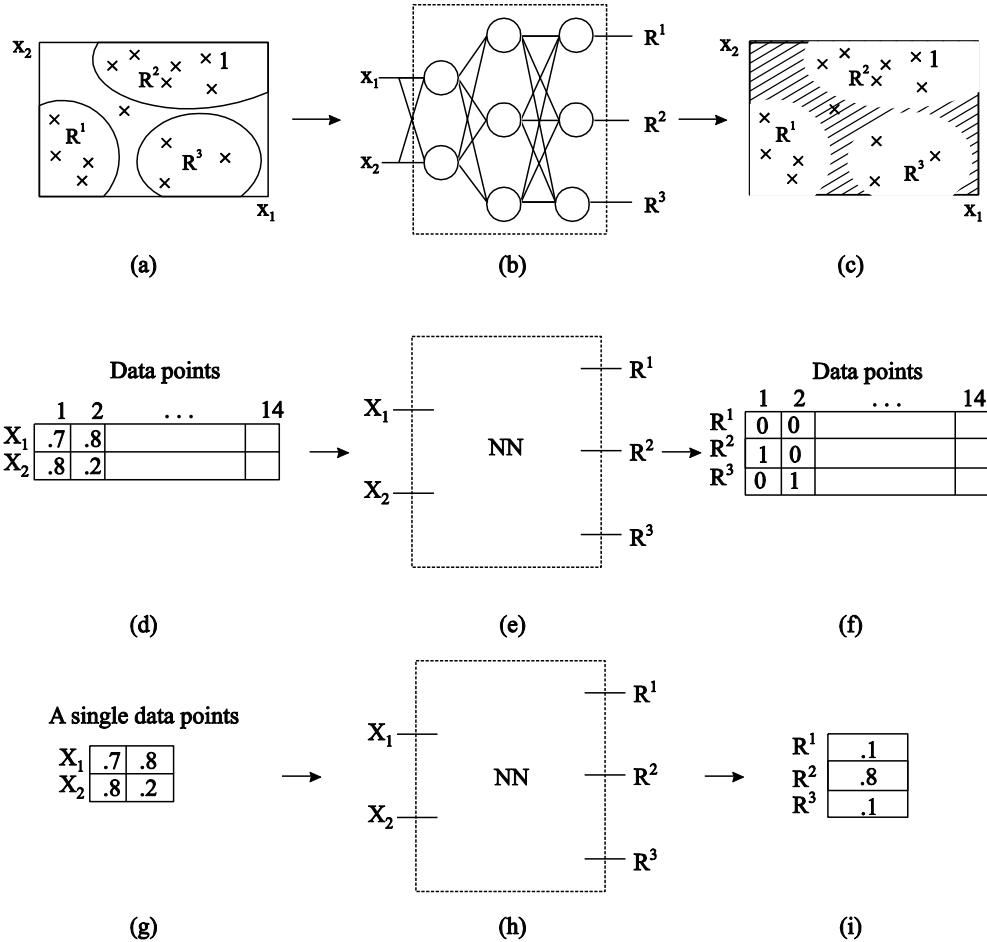 x2
R2
1
R1
R3
x1
(a)
x1
x2
R1
R2
R3
(b)
x2
R2
1
R1
R3
x1
(c)
Data points
1 2 ... 14
X1 .7 .8
X2 .8 .2
(d)
X1
X2
NN
R1
R2
R3
(e)
Data points
1 2 ... 14
R1 0 0
R2 1 0
R3 0 1
(f)
A single data points
X1 .7 .8
X2 .8 .2
(g)
X1
X2
NN
R1
R2
R3
(h)
R1 .1
R2 .8
R3 .1
(i)